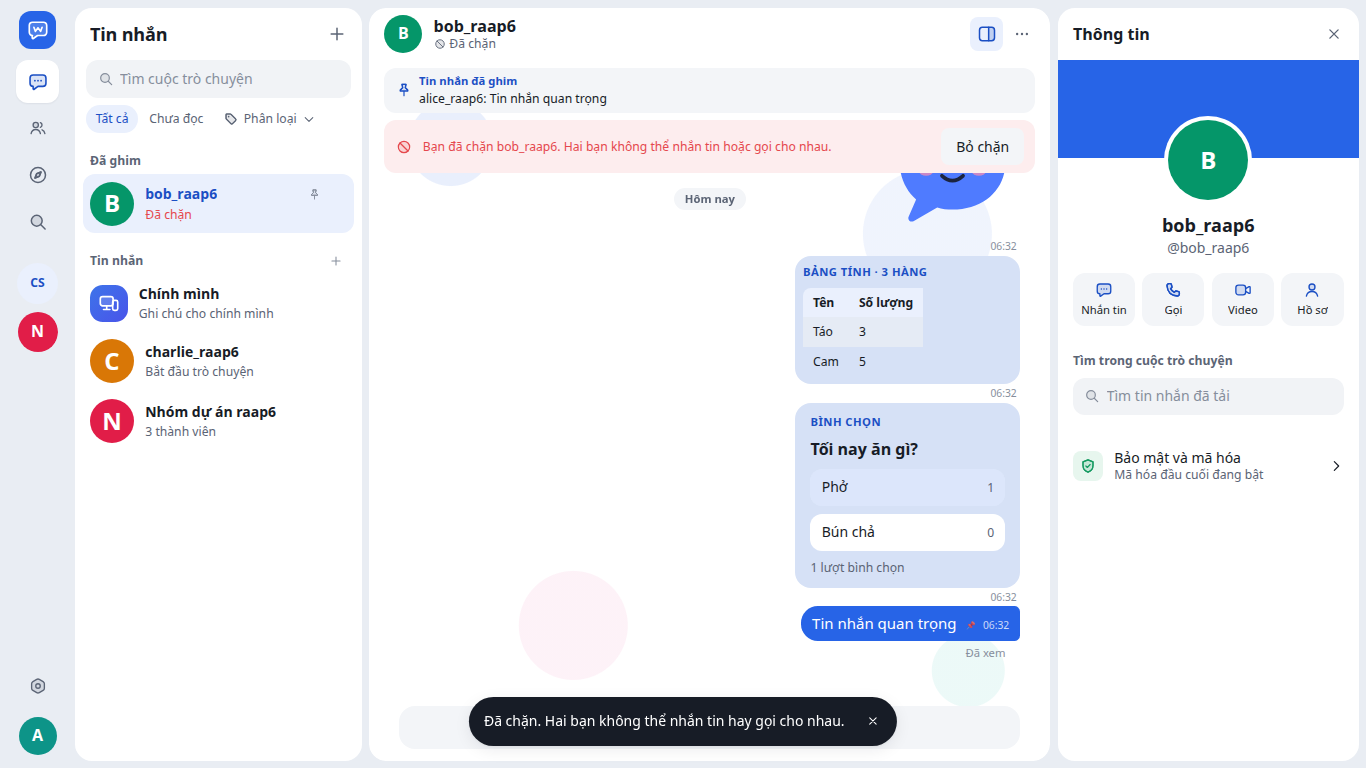 Tin nhắn
Tìm cuộc trò chuyện
Tất cả
Chưa đọc
Phân loại
Đã ghim
B
bob_raap6
Đã chặn
Tin nhắn
CS
N
Chính mình
Ghi chú cho chính mình
C
charlie_raap6
Bắt đầu trò chuyện
N
Nhóm dự án raap6
3 thành viên
A
B
bob_raap6
Đã chặn
Tin nhắn đã ghim
alice_raap6: Tin nhắn quan trọng
Bạn đã chặn bob_raap6. Hai bạn không thể nhắn tin hoặc gọi cho nhau.
Bỏ chặn
Hôm nay
06:32
BẢNG TÍNH · 3 HÀNG
Tên Số lượng
Táo 3
Cam 5
06:32
BÌNH CHỌN
Tối nay ăn gì?
Phở 1
Bún chả 0
1 lượt bình chọn
06:32
Tin nhắn quan trọng 06:32
Đã xem
Đã chặn. Hai bạn không thể nhắn tin hay gọi cho nhau.
Thông tin
B
bob_raap6
@bob_raap6
Nhắn tin
Gọi
Video
Hồ sơ
Tìm trong cuộc trò chuyện
Tìm tin nhắn đã tải
Bảo mật và mã hóa
Mã hóa đầu cuối đang bật